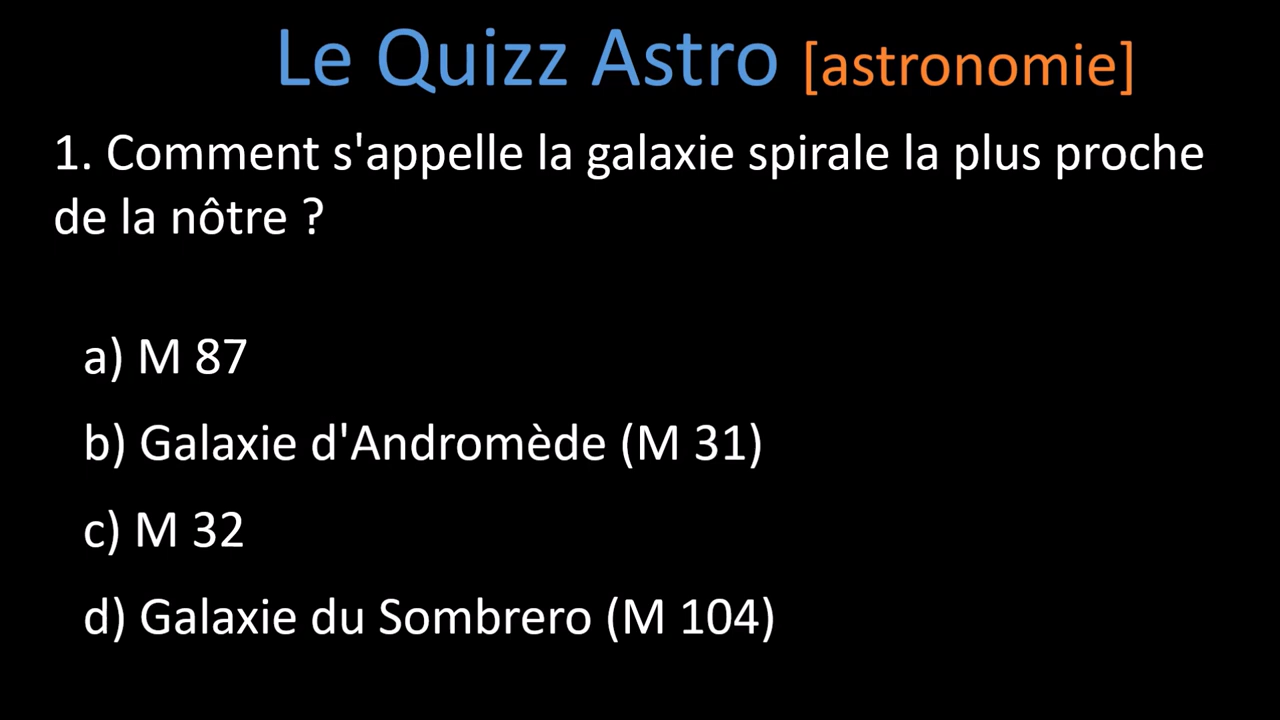 Le Quizz Astro [astronomie]
1. Comment s'appelle la galaxie spirale la plus proche
de la nôtre ?
a) M 87
b) Galaxie d'Andromède (M 31)
c) M 32
d) Galaxie du Sombrero (M 104)